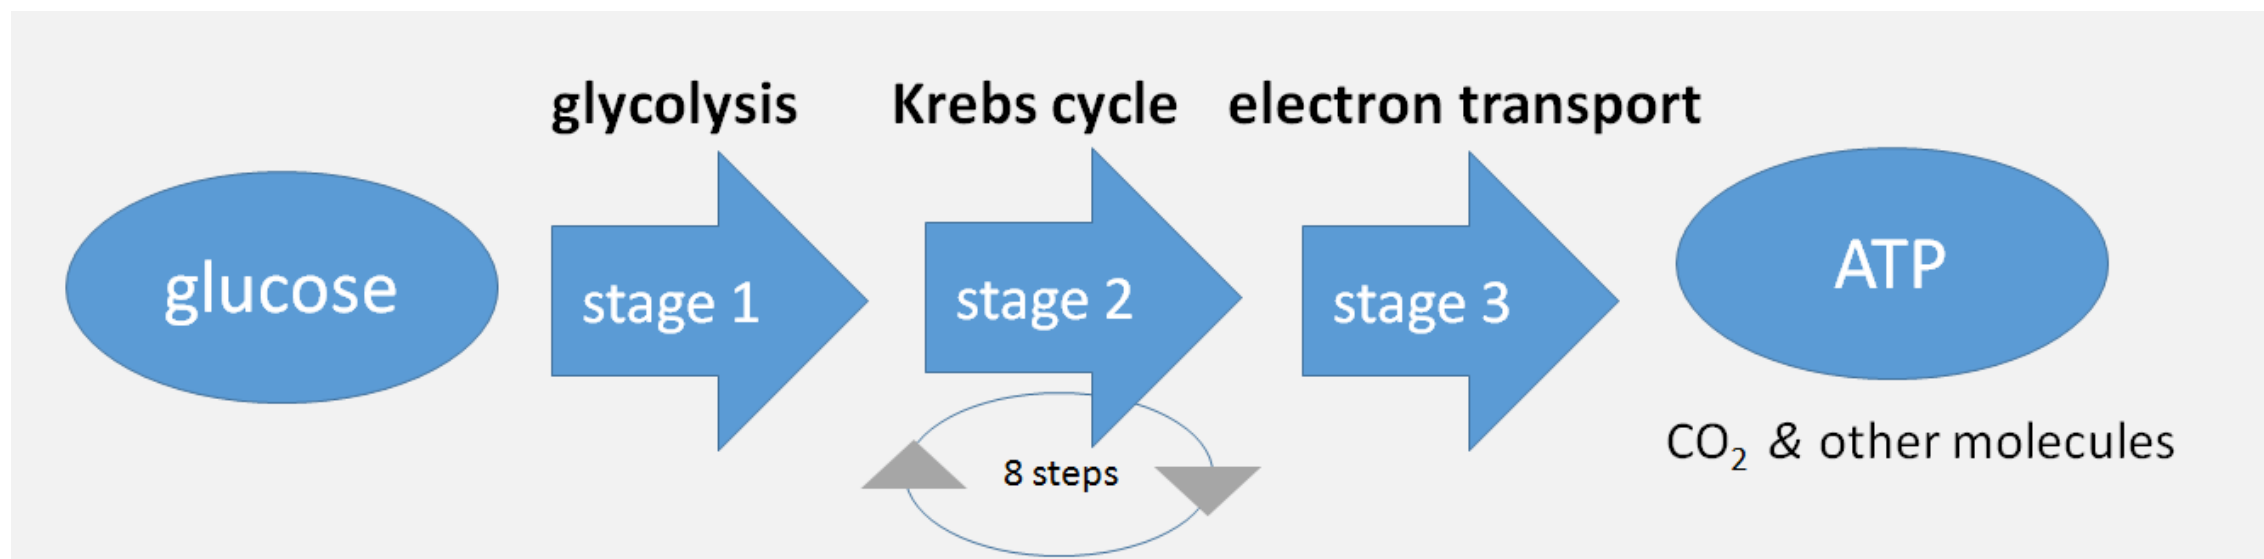 glycolysis Krebs cycle electron transport
glucose stage 1 stage 2 stage 3 ATP
CO₂ & other molecules
8 steps